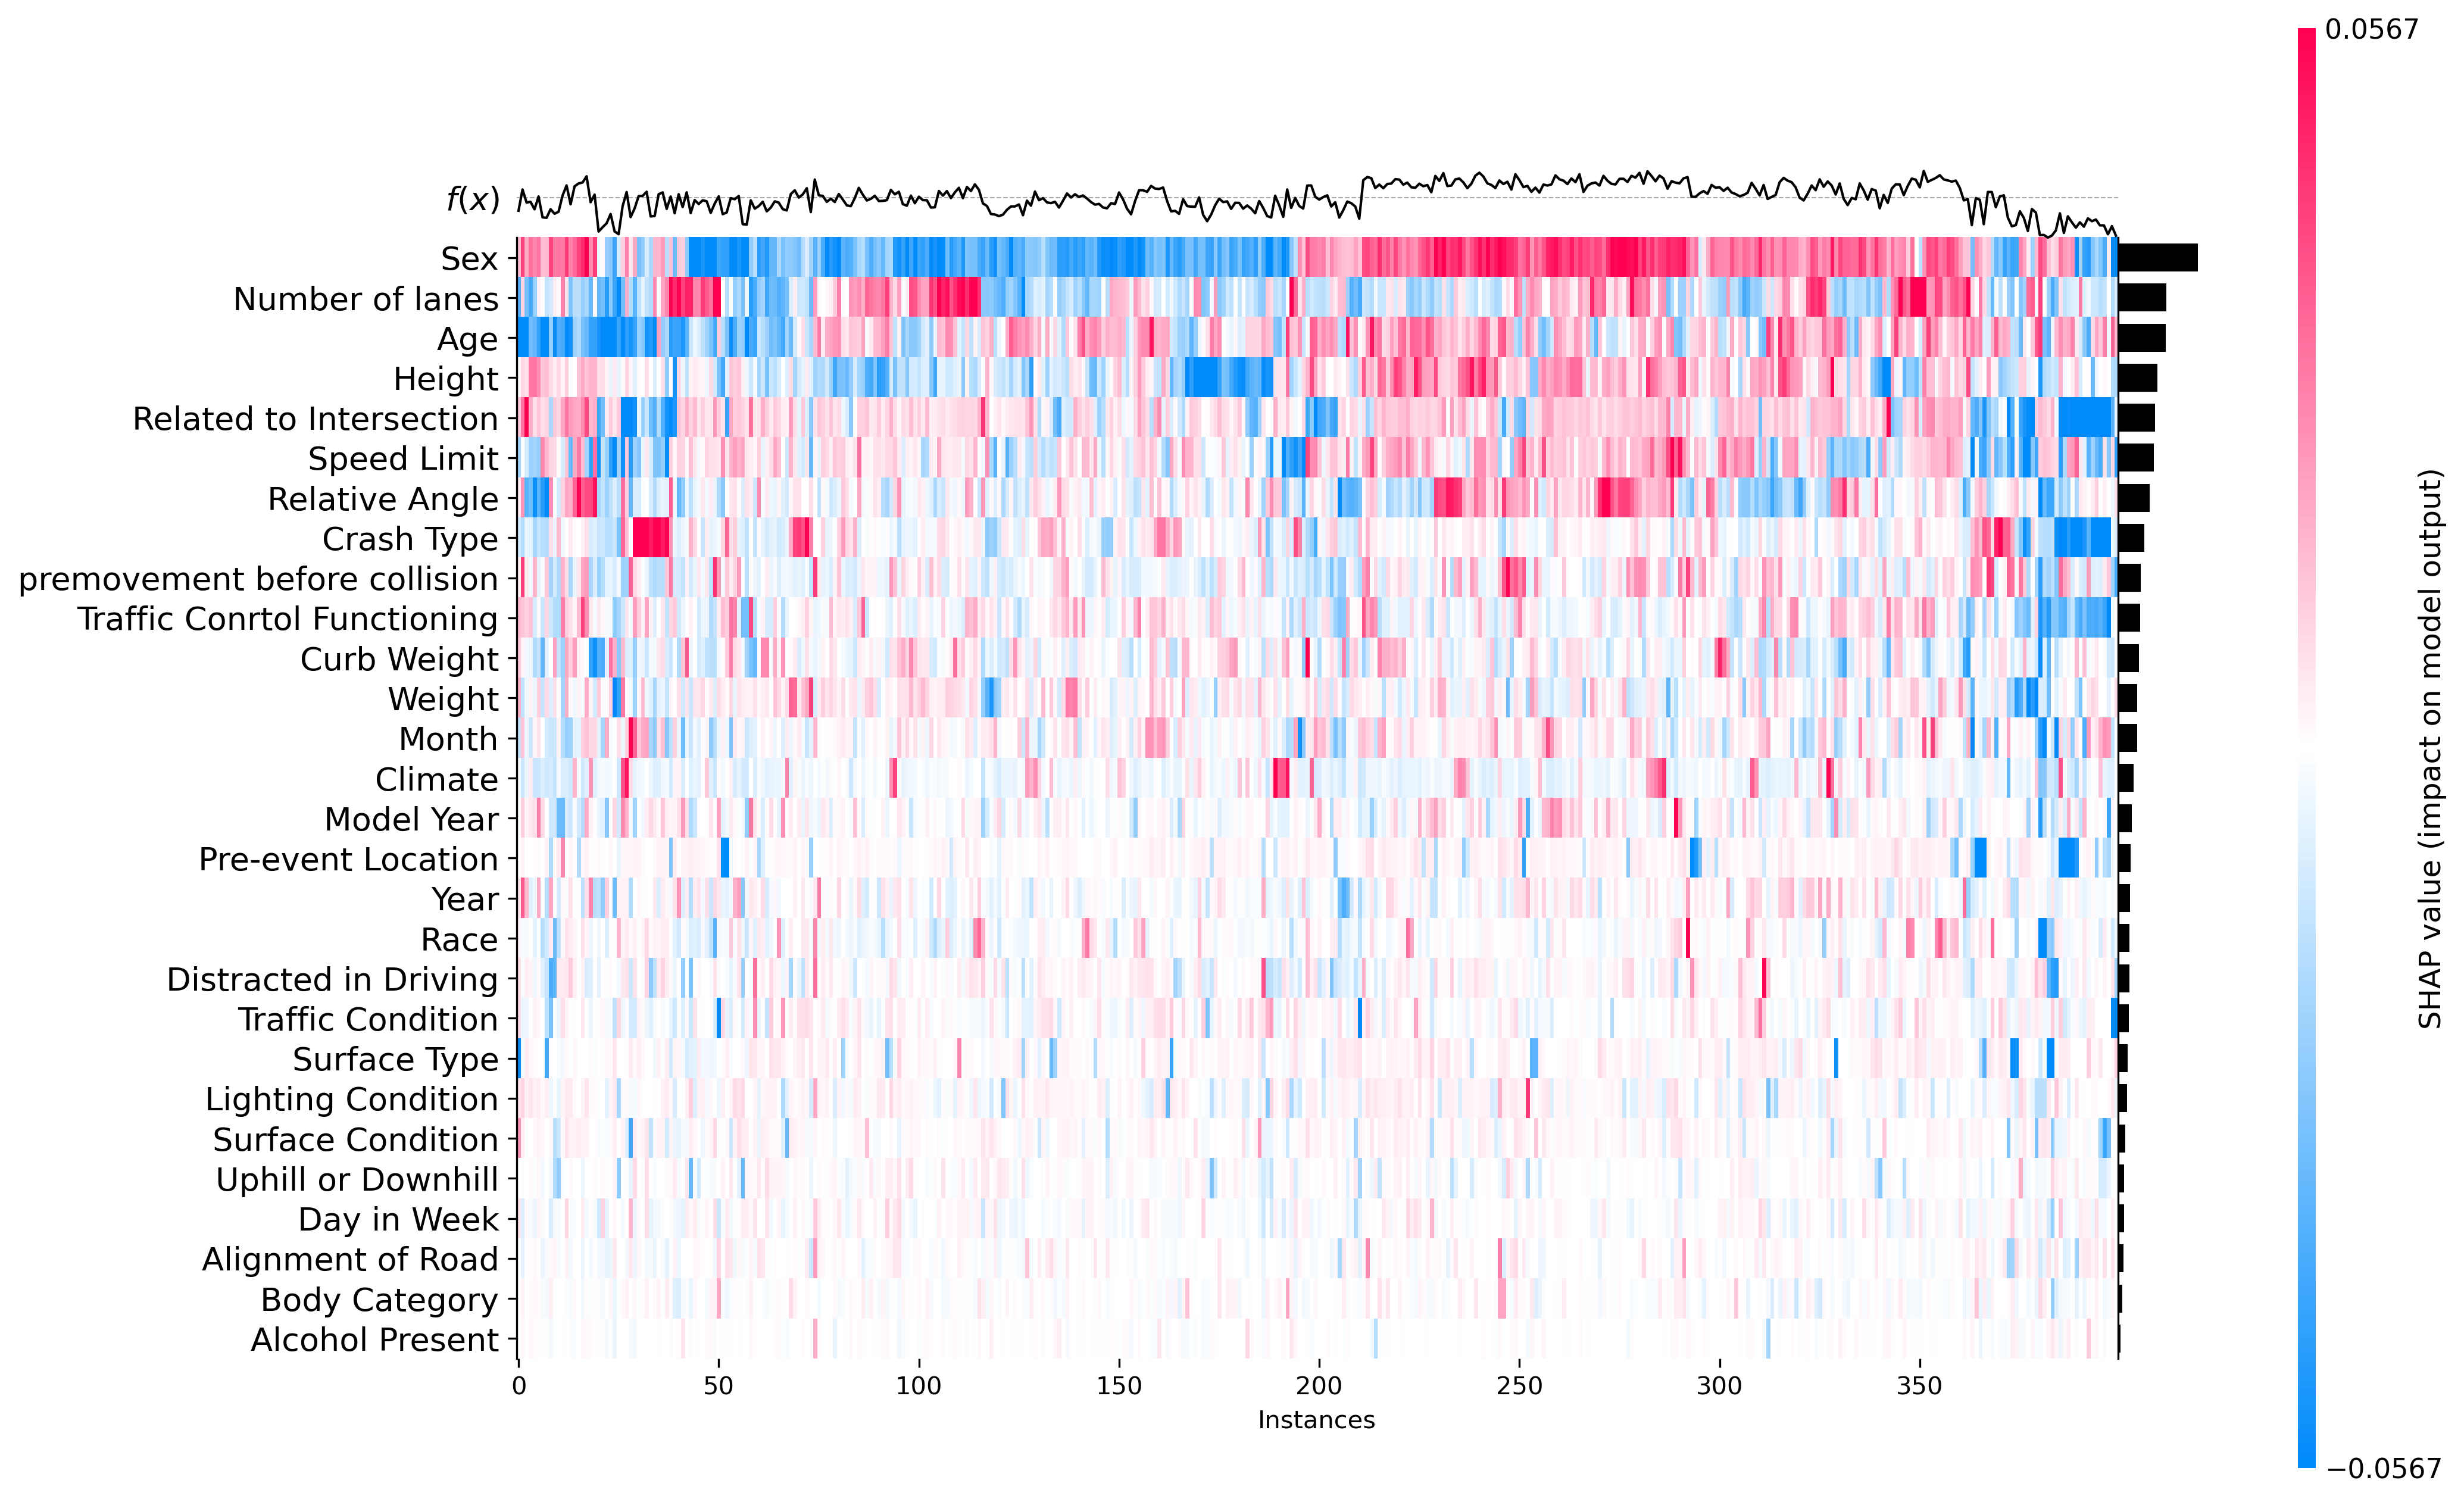 0.0567
f(x)
Sex
Number of lanes
Age
Height
Related to Intersection
Speed Limit
Relative Angle
Crash Type
premovement before collision
Traffic Conrtol Functioning
Curb Weight
Weight
Month
Climate
Model Year
Pre-event Location
Year
Race
Distracted in Driving
Traffic Condition
Surface Type
Lighting Condition
Surface Condition
Uphill or Downhill
Day in Week
Alignment of Road
Body Category
Alcohol Present
0 50 100 150 200 250 300 350
Instances
SHAP value (impact on model output)
−0.0567